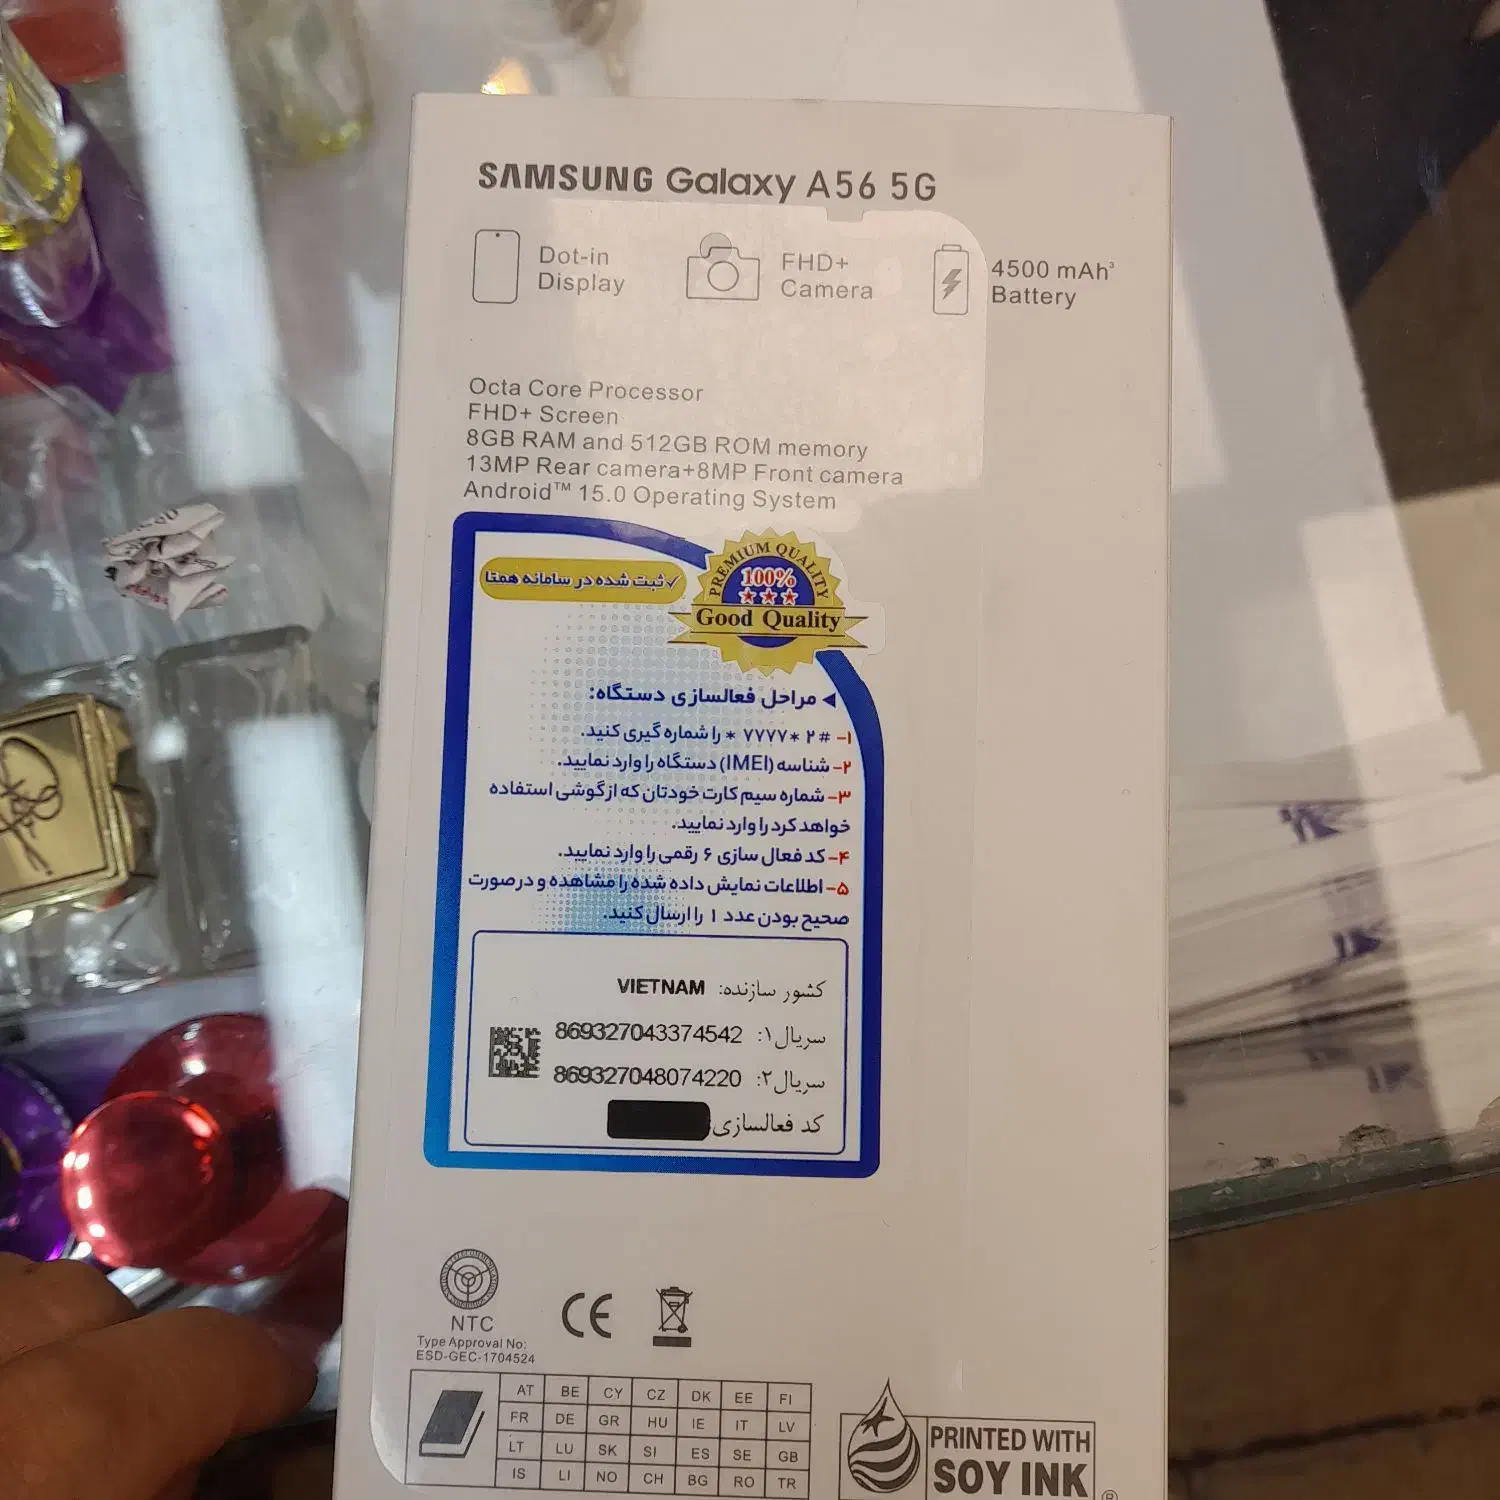 SAMSUNG Galaxy A56 5G
Dot-in
Display
FHD+
Camera
4500 mAh³
Battery
Octa Core Processor
FHD+ Screen
8GB RAM and 512GB ROM memory
13MP Rear camera+8MP Front camera
Android™ 15.0 Operating System
✓ثبت شده در سامانه همتا
PREMIUM QUALITY
100%
★★★
Good Quality
◀ مراحل فعالسازی دستگاه:
۱- #۲ *۷۷۷۷ * را شماره گیری کنید.
۲- شناسه (IMEI) دستگاه را وارد نمایید.
۳- شماره سیم کارت خودتان که از گوشی استفاده
خواهد کرد را وارد نمایید.
۴- کد فعال سازی ۶ رقمی را وارد نمایید.
۵- اطلاعات نمایش داده شده را مشاهده و در صورت
صحیح بودن عدد ۱ را ارسال کنید.
کشور سازنده: VIETNAM
سریال۱: 869327043374542
سریال۲: 869327048074220
کد فعالسازی:
NTC
Type Approval No:
ESD-GEC-1704524
CE
AT BE CY CZ DK EE FI
FR DE GR HU IE IT LV
LT LU SK SI ES SE GB
IS LI NO CH BG RO TR
PRINTED WITH
SOY INK ®